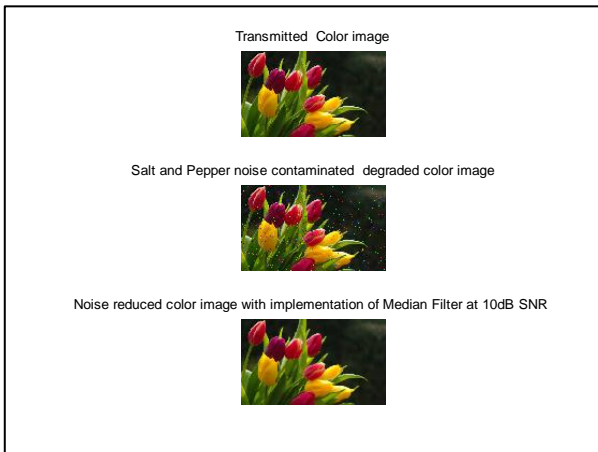 Transmitted Color image
Salt and Pepper noise contaminated degraded color image
Noise reduced color image with implementation of Median Filter at 10dB SNR